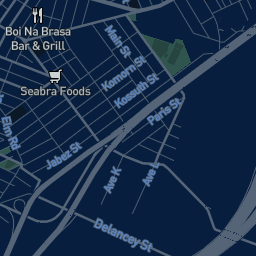 Boi Na Brasa
Bar & Grill
Main St
Komorn St
Kossuth St
Seabra Foods
Paris St
Elm Rd
Jabez St
Ave K
Ave L
Delancey St